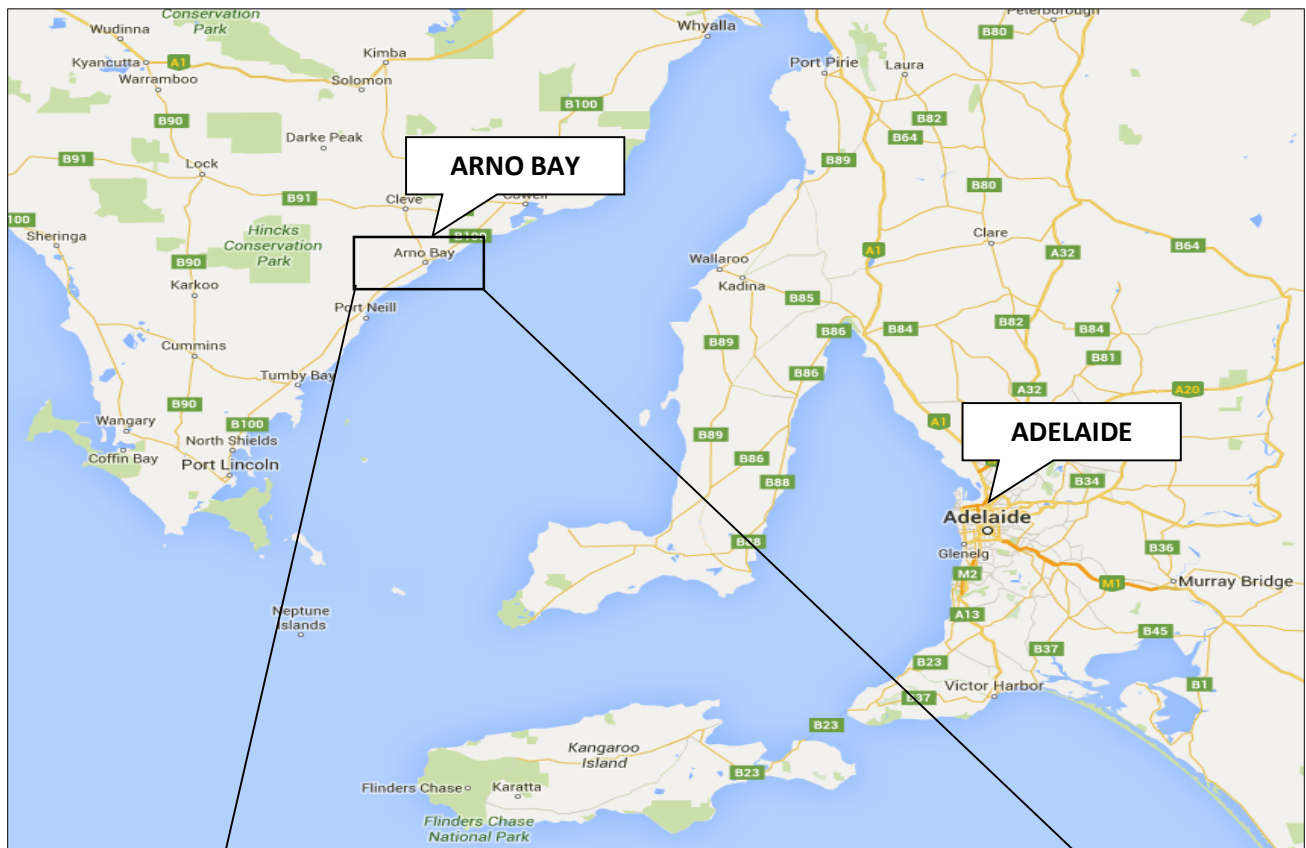 Conservation
Park
Wudinna
Kyancutta
A1
Warramboo
Kimba
Solomon
Whyalla
Peterborough
B80
Port Pirie
Laura
B100
B90
Darke Peak
B82
B64
B91
Lock
B89
ARNO BAY
B80
B91
Cleve
Cowell
100
Sheringa
Hincks
Conservation
Park
B100
Arno Bay
Clare
A1
A32
B64
B90
Karkoo
Wallaroo
Kadina
B85
Port Neill
B86
B84
B82
B84
Cummins
B89
B81
Tumby Bay
B86
A32
A20
B90
Wangary
B100
A1
ADELAIDE
North Shields
B89
Coffin Bay
Port Lincoln
B86
B88
B34
Adelaide
Glenelg
B88
B36
M2
M1
Murray Bridge
Neptune
Islands
A13
B45
B23
B37
Victor Harbor
B1
B37
B23
Kangaroo
Island
B23
Flinders Chase
Karatta
Flinders Chase
National Park